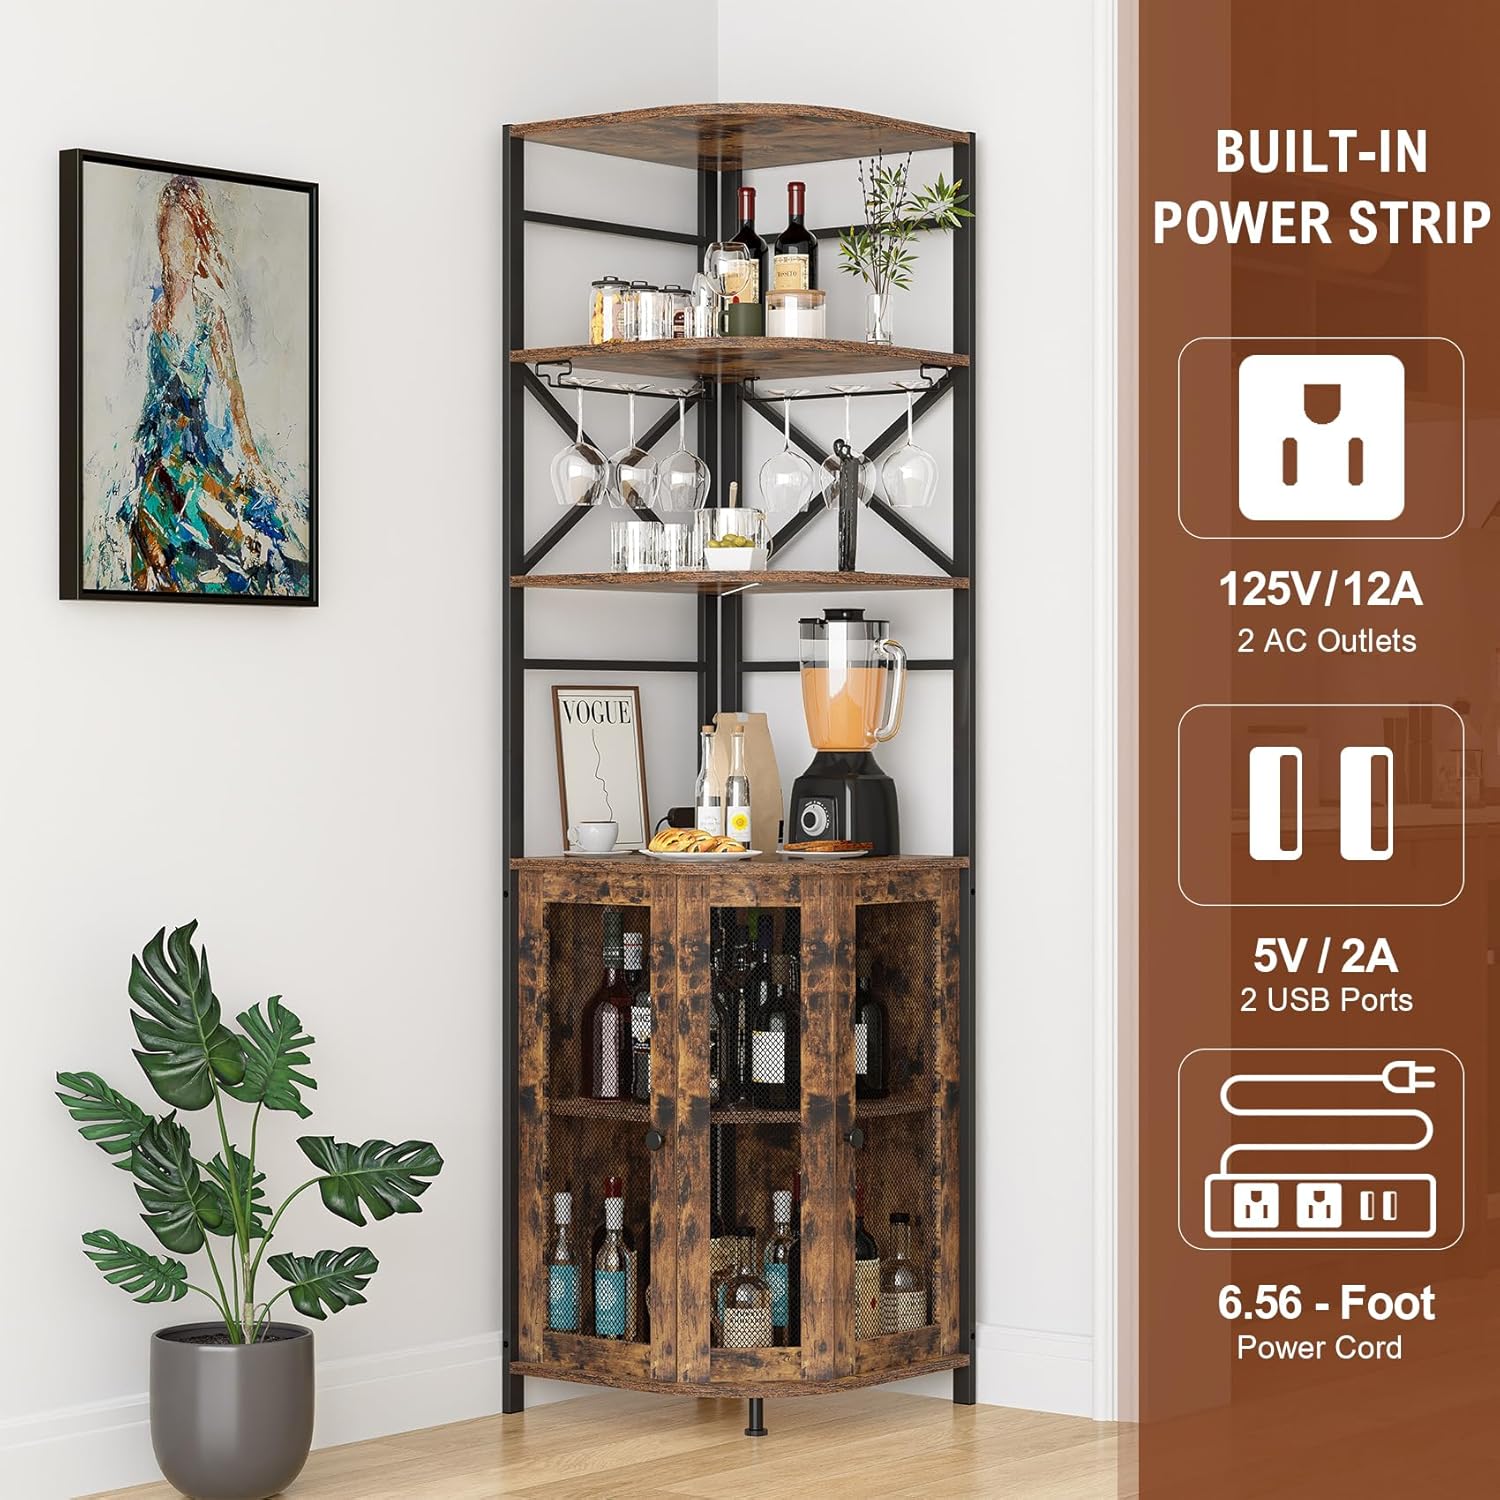 BUILT-IN
POWER STRIP
125V/12A
2 AC Outlets
5V / 2A
2 USB Ports
6.56 - Foot
Power Cord
VOGUE